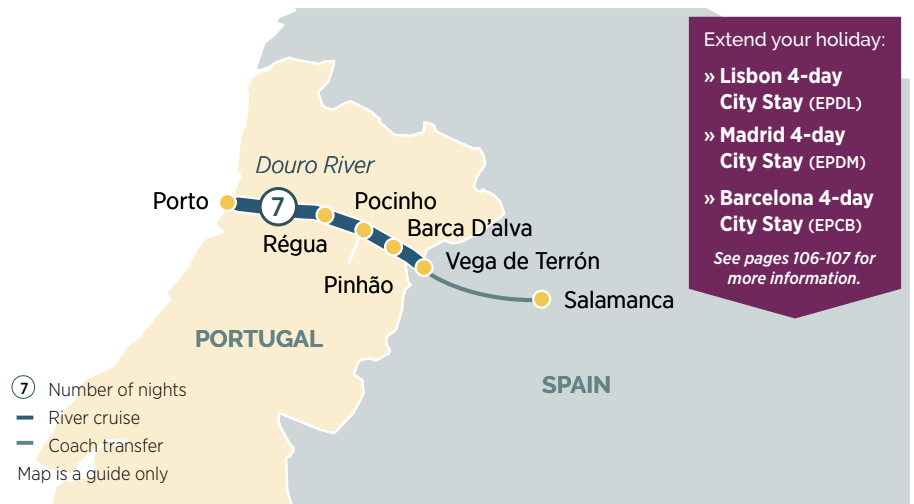 Extend your holiday:
» Lisbon 4-day
City Stay (EPDL)
» Madrid 4-day
City Stay (EPDM)
» Barcelona 4-day
City Stay (EPCB)
See pages 106-107 for
more information.
Douro River
Porto
7
Pocinho
Régua
Barca D’alva
Pinhão
Vega de Terrón
Salamanca
PORTUGAL
SPAIN
7 Number of nights
River cruise
Coach transfer
Map is a guide only